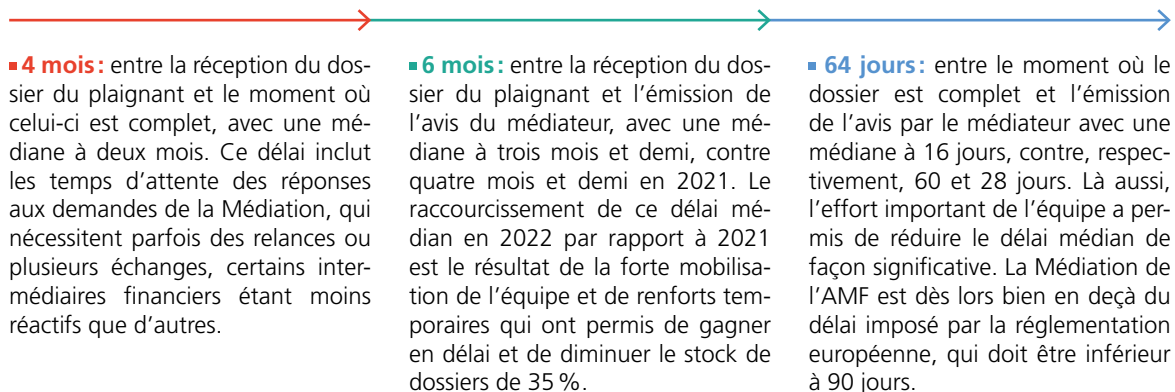 4 mois : entre la réception du dos-
sier du plaignant et le moment où
celui-ci est complet, avec une mé-
diane à deux mois. Ce délai inclut
les temps d'attente des réponses
aux demandes de la Médiation, qui
nécessitent parfois des relances ou
plusieurs échanges, certains inter-
médiaires financiers étant moins
réactifs que d'autres.
6 mois : entre la réception du dos-
sier du plaignant et l'émission de
l'avis du médiateur, avec une mé-
diane à trois mois et demi, contre
quatre mois et demi en 2021. Le
raccourcissement de ce délai mé-
dian en 2022 par rapport à 2021
est le résultat de la forte mobilisa-
tion de l'équipe et de renforts tem-
poraires qui ont permis de gagner
en délai et de diminuer le stock de
dossiers de 35 %.
64 jours : entre le moment où le
dossier est complet et l'émission
de l'avis par le médiateur avec une
médiane à 16 jours, contre, respec-
tivement, 60 et 28 jours. Là aussi,
l'effort important de l'équipe a per-
mis de réduire le délai médian de
façon significative. La Médiation de
l'AMF est dès lors bien en deçà du
délai imposé par la réglementation
européenne, qui doit être inférieur
à 90 jours.